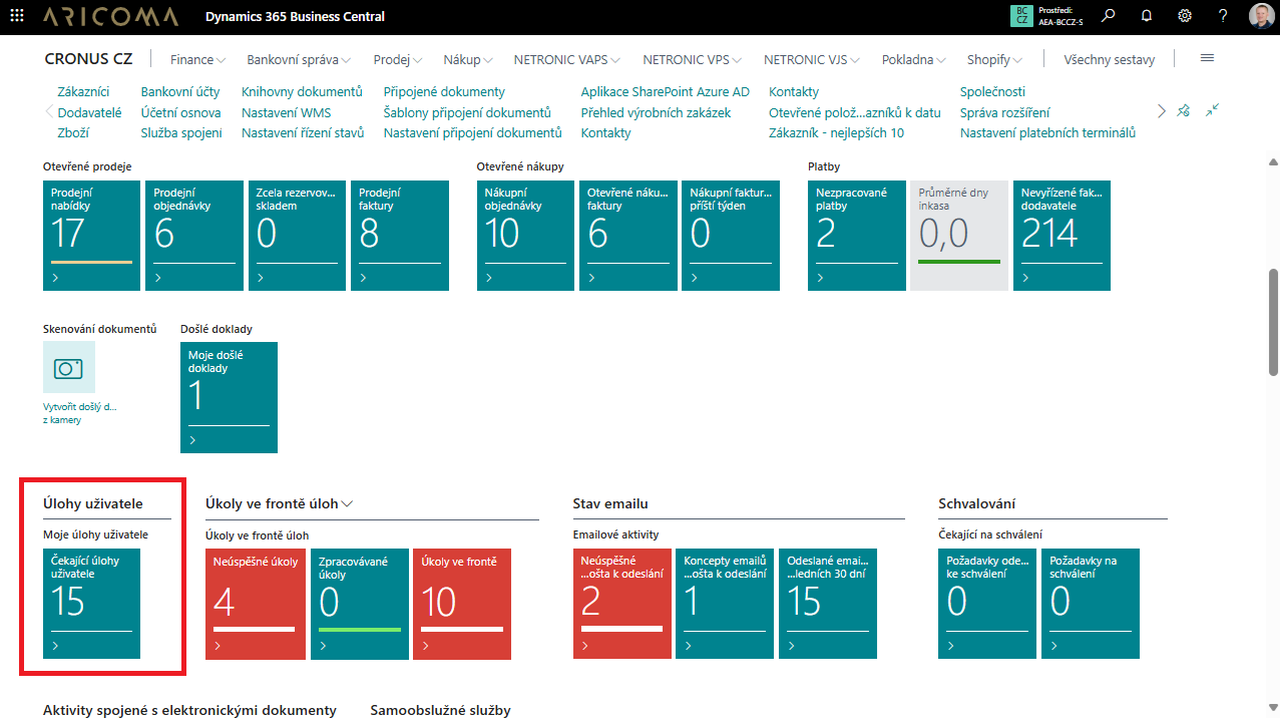 ARICOMA Dynamics 365 Business Central BC CZ Prostředí: AEA-BCCZ-S ?
CRONUS CZ Finance Bankovní správa Prodej Nákup NETRONIC VAPS NETRONIC VPS NETRONIC VJS Pokladna Shopify Všechny sestavy
Zákazníci Bankovní účty Knihovny dokumentů Připojené dokumenty Aplikace SharePoint Azure AD Kontakty Společnosti
Dodavatelé Účetní osnova Nastavení WMS Šablony připojení dokumentů Přehled výrobních zakázek Otevřené polož...azníků k datu Správa rozšíření
Zboží Služba spojení Nastavení řízení stavů Nastavení připojení dokumentů Kontakty Zákazník - nejlepších 10 Nastavení platebních terminálů
Otevřené prodeje Otevřené nákupy Platby
Prodejní Prodejní Zcela rezervov... Prodejní Nákupní Otevřené náku... Nákupní faktur... Nezpracované Průměrné dny Nevyřízené fak...
nabídky objednávky skladem faktury objednávky faktury příští týden platby inkasa dodavatele
17 6 0 8 10 6 0 2 0,0 214
Skenování dokumentů Došlé doklady
Moje došlé
doklady
1
Vytvořit došlý d...
z kamery
Úlohy uživatele Úkoly ve frontě úloh Stav emailu Schvalování
Moje úlohy uživatele Úkoly ve frontě úloh Emailové aktivity Čekající na schválení
Čekající úlohy Neúspěšné úkoly Zpracovávané Úkoly ve frontě Neúspěšné Koncepty emailů Odeslané emai... Požadavky ode... Požadavky na
uživatele úkoly ...ošta k odeslání ...ošta k odeslání ...ledních 30 dní ke schválení schválení
15 4 0 10 2 1 15 0 0
Aktivity spojené s elektronickými dokumenty Samoobslužné služby